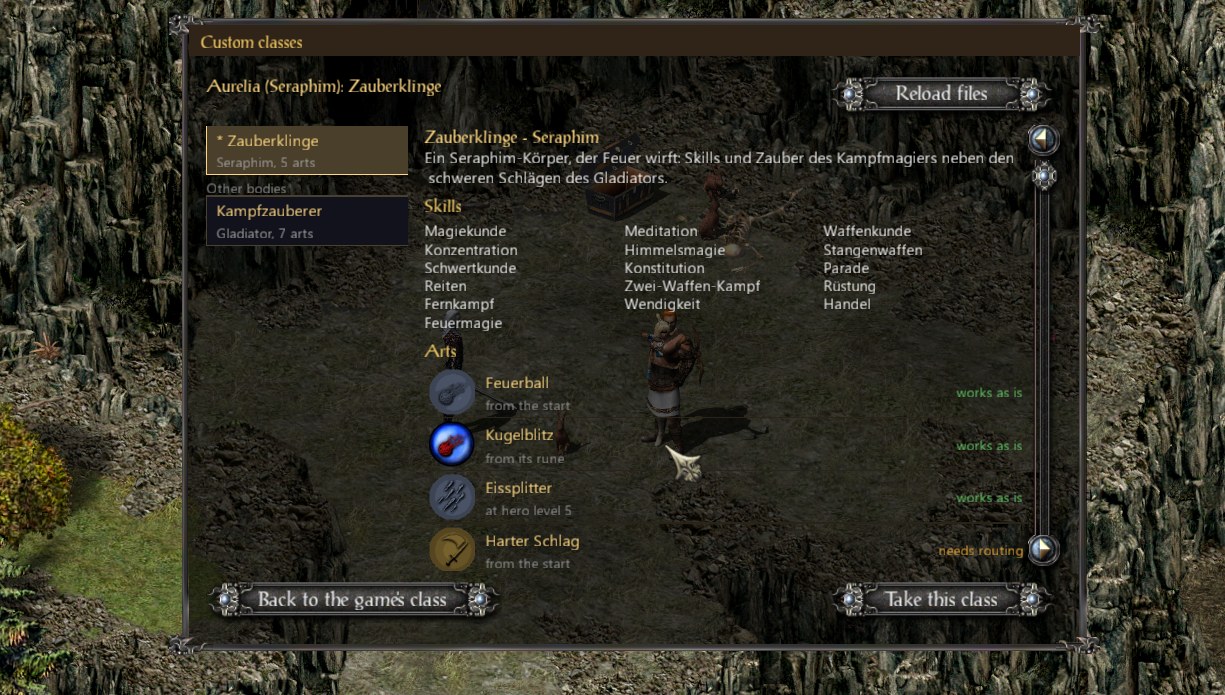 Custom classes
Aurelia (Seraphim): Zauberklinge
Reload files
* Zauberklinge
Seraphim, 5 arts
Other bodies
Kampfzauberer
Gladiator, 7 arts
Zauberklinge - Seraphim
Ein Seraphim-Körper, der Feuer wirft: Skills und Zauber des Kampfmagiers neben den
schweren Schlägen des Gladiators.
Skills
Magiekunde Meditation Waffenkunde
Konzentration Himmelsmagie Stangenwaffen
Schwertkunde Konstitution Parade
Reiten Zwei-Waffen-Kampf Rüstung
Fernkampf Wendigkeit Handel
Feuermagie
Arts
Feuerball
from the start
works as is
Kugelblitz
from its rune
works as is
Eissplitter
at hero level 5
works as is
Harter Schlag
from the start
needs routing
Back to the game's class
Take this class